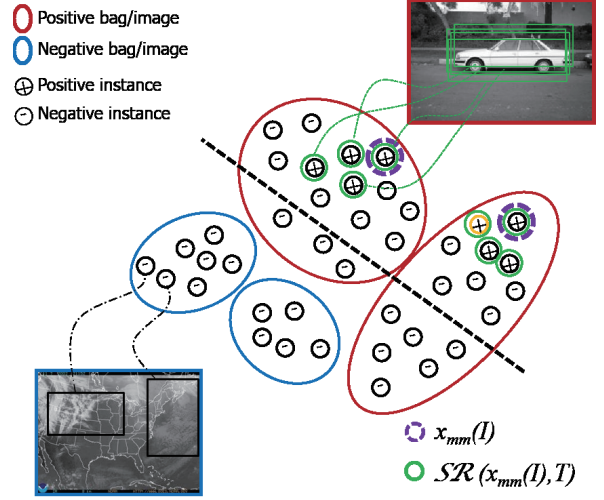 Positive bag/image
Negative bag/image
Positive instance
Negative instance
x_mm(I)
SR(x_mm(I),T)